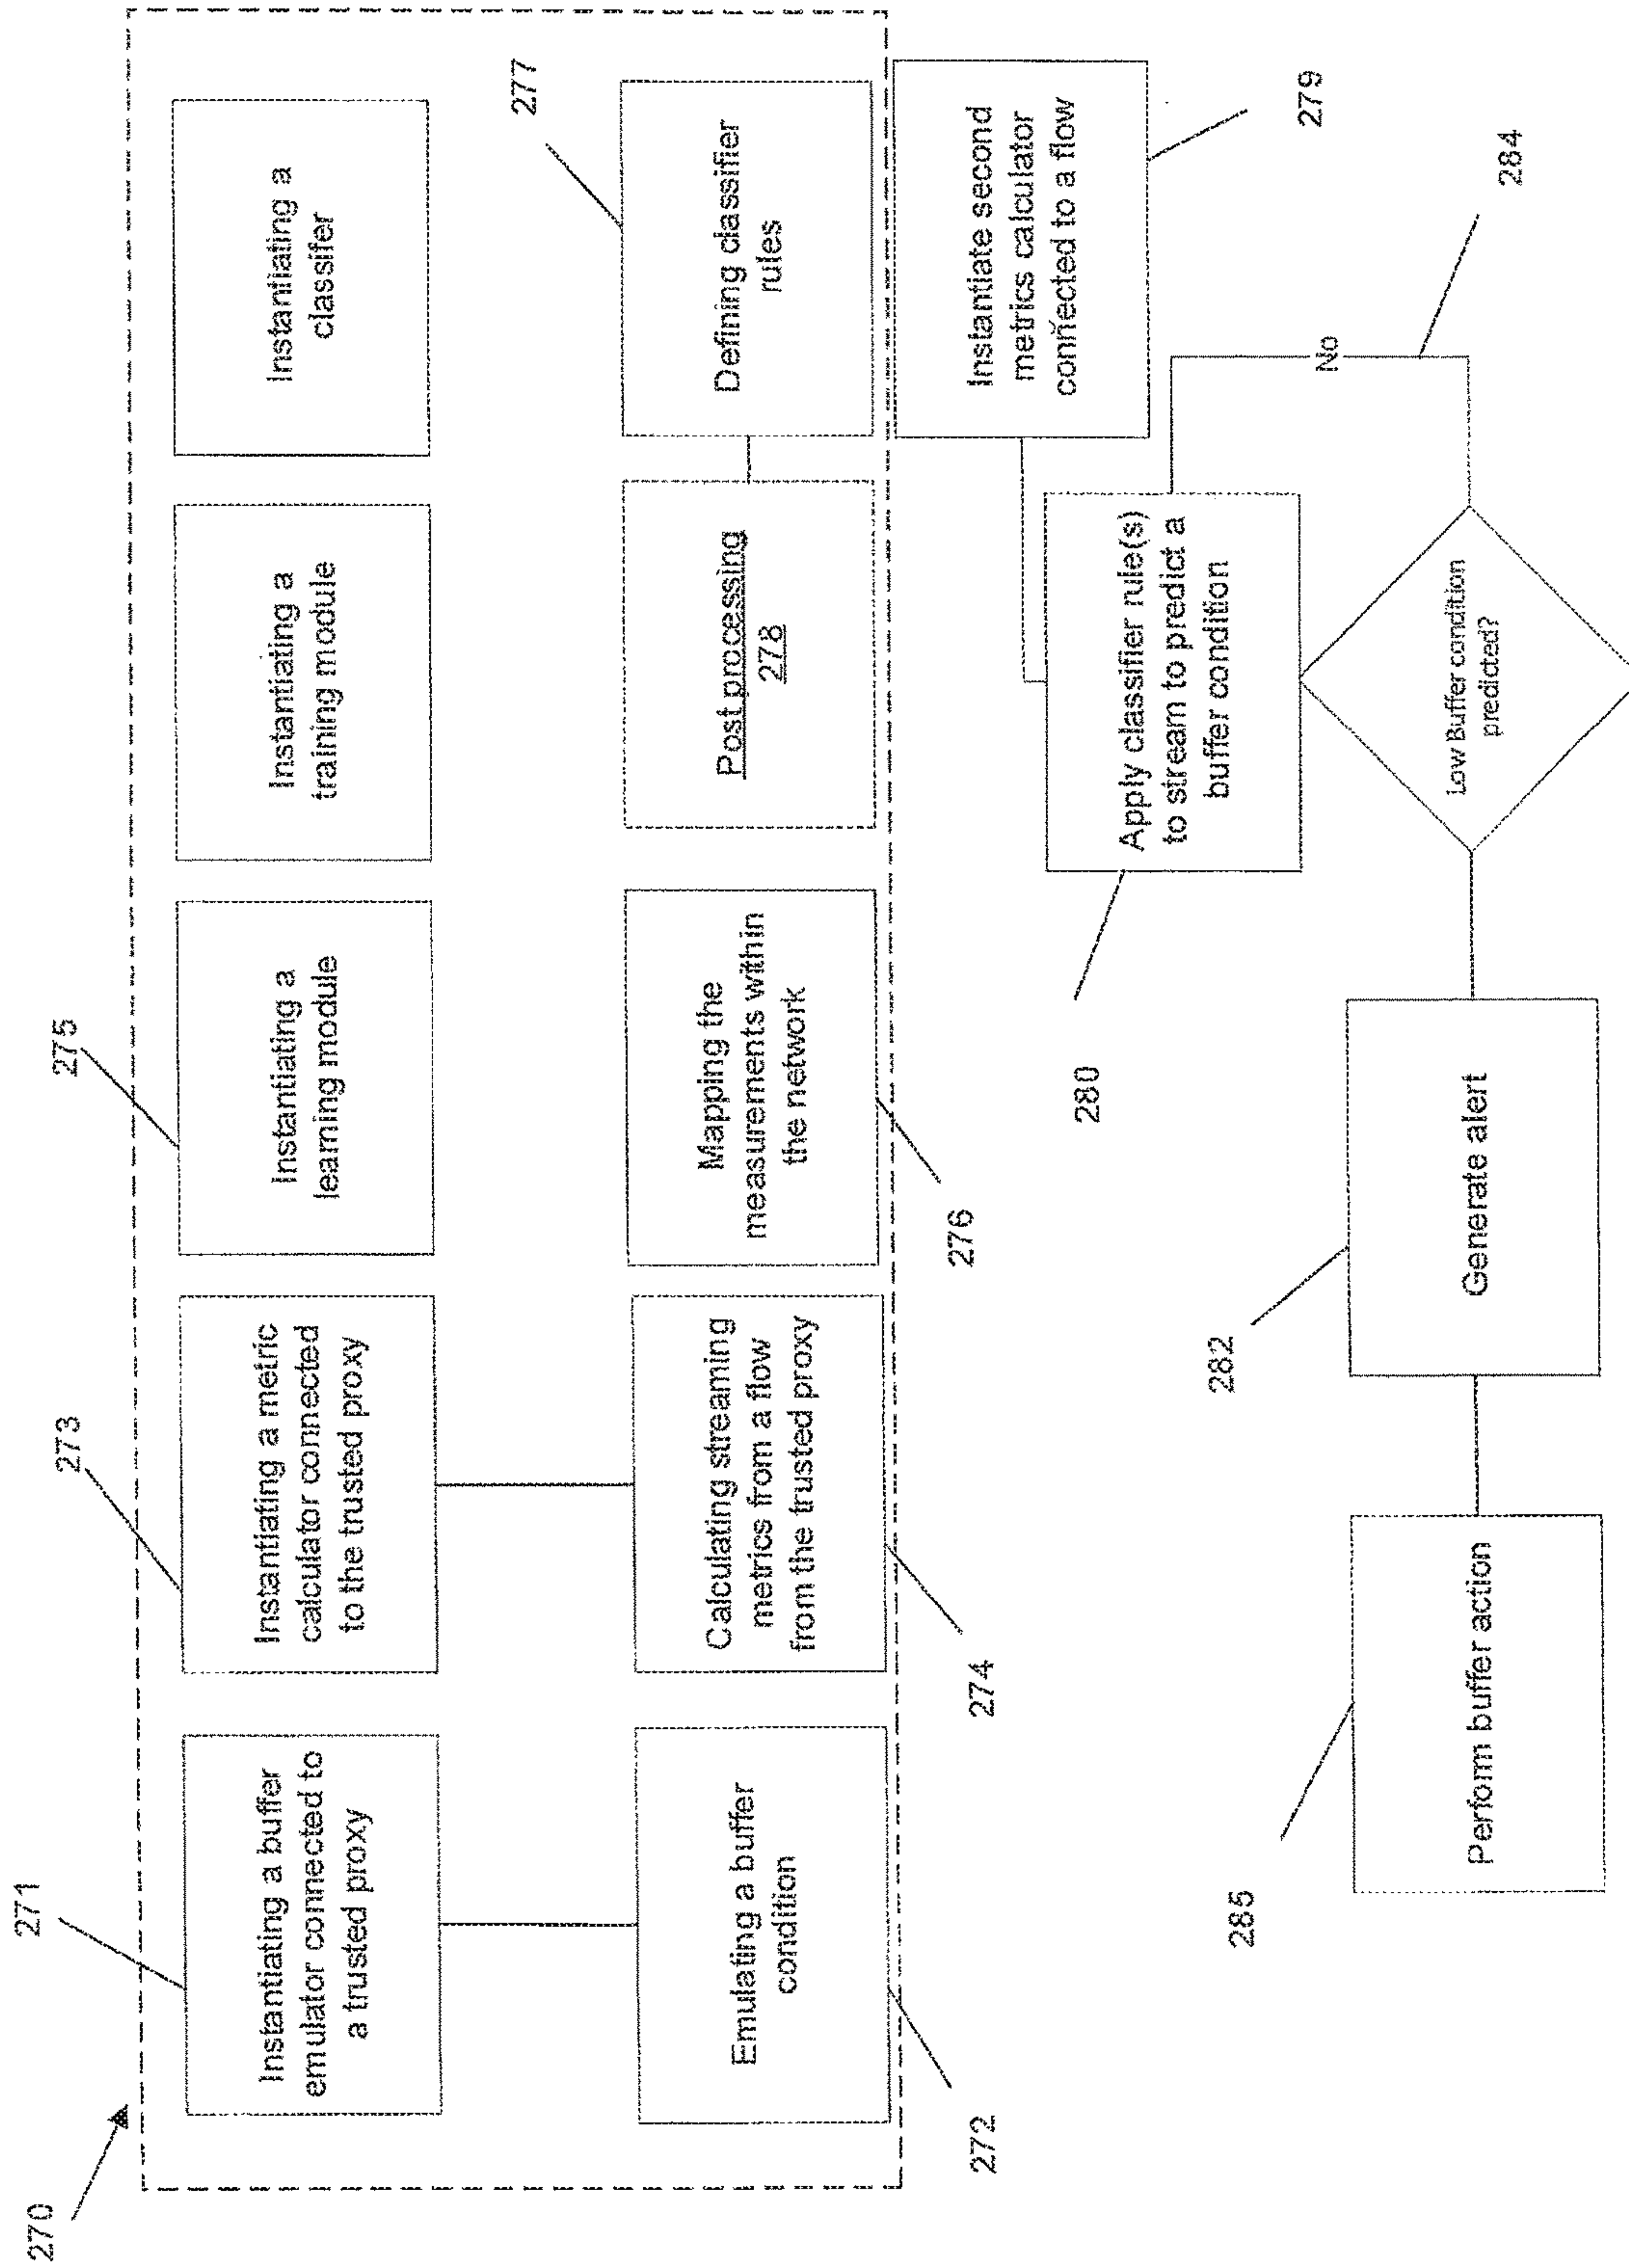 270
271
Instantiating a buffer
emulator connected to
a trusted proxy
273
Instantiating a metric
calculator connected
to the trusted proxy
275
Instantiating a
learning module
Instantiating a
training module
Instantiating a
classifer
272
Emulating a buffer
condition
274
Calculating streaming
metrics from a flow
from the trusted proxy
276
Mapping the
measurements within
the network
Post processing
278
277
Defining classifier
rules
279
Instantiate second
metrics calculator
connected to a flow
280
Apply classifier rule(s)
to stream to predict a
buffer condition
No
284
Low Buffer condition
predicted?
282
Generate alert
285
Perfom buffer action